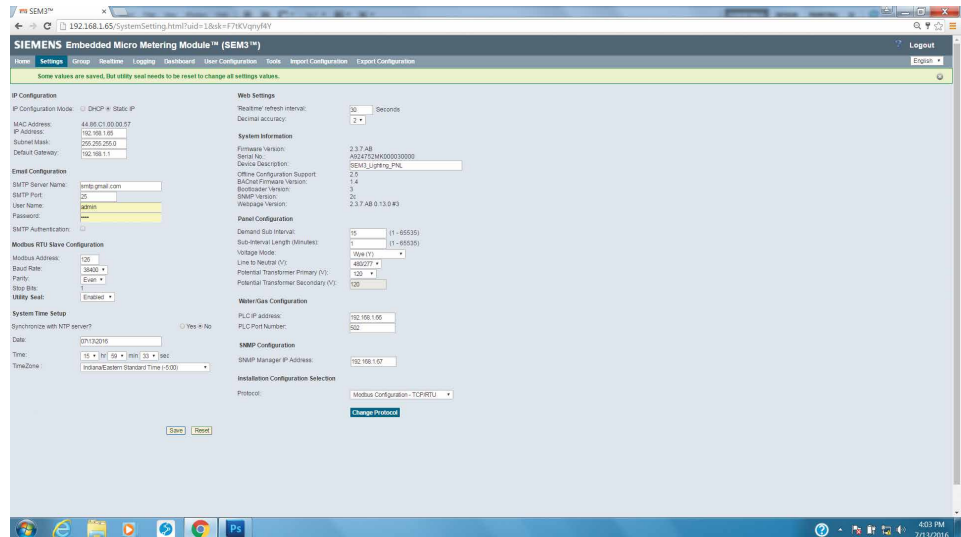 SEM3™
192.168.1.65/SystemSetting.html?uid=1&sk=F7tKVqnyf4Y
SIEMENS Embedded Micro Metering Module™ (SEM3™)
? Logout
Home Settings Group Realtime Logging Dashboard User Configuration Tools Import Configuration Export Configuration
English
Some values are saved, But utility seal needs to be reset to change all settings values.
IP Configuration
IP Configuration Mode: DHCP Static IP
MAC Address: 44.66.C1.00.00.57
IP Address: 192.168.1.65
Subnet Mask: 255.255.255.0
Default Gateway: 192.168.1.1
Email Configuration
SMTP Server Name: smtp.gmail.com
SMTP Port: 25
User Name: admin
Password: ••••
SMTP Authentication:
Modbus RTU Slave Configuration
Modbus Address: 126
Baud Rate: 38400
Parity: Even
Stop Bits: 1
Utility Seal: Enabled
System Time Setup
Synchronize with NTP server? Yes No
Date: 07\13\2016
Time: 15 hr 59 min 33 sec
TimeZone : Indiana/Eastern Standard Time (-5:00)
Save Reset
Web Settings
'Realtime' refresh interval: 30 Seconds
Decimal accuracy: 2
System Information
Firmware Version: 2.3.7.AB
Serial No.: A924752MK000030000
Device Description: SEM3_Lighting_PNL
Offline Configuration Support: 2.5
BACnet Firmware Version: 1.4
Bootloader Version: 3
SNMP Version: 2c
Webpage Version: 2.3.7.AB 0.13.0 #3
Panel Configuration
Demand Sub Interval: 15 (1 - 65535)
Sub-Interval Length (Minutes): 1 (1 - 65535)
Voltage Mode: Wye (Y)
Line to Neutral (V): 480/277
Potential Transformer Primary (V): 120
Potential Transformer Secondary (V): 120
Water/Gas Configuration
PLC IP address: 192.168.1.66
PLC Port Number: 502
SNMP Configuration
SNMP Manager IP Address: 192.168.1.67
Installation Configuration Selection
Protocol: Modbus Configuration - TCP/RTU
Change Protocol
Ps
4:03 PM
7/13/2016